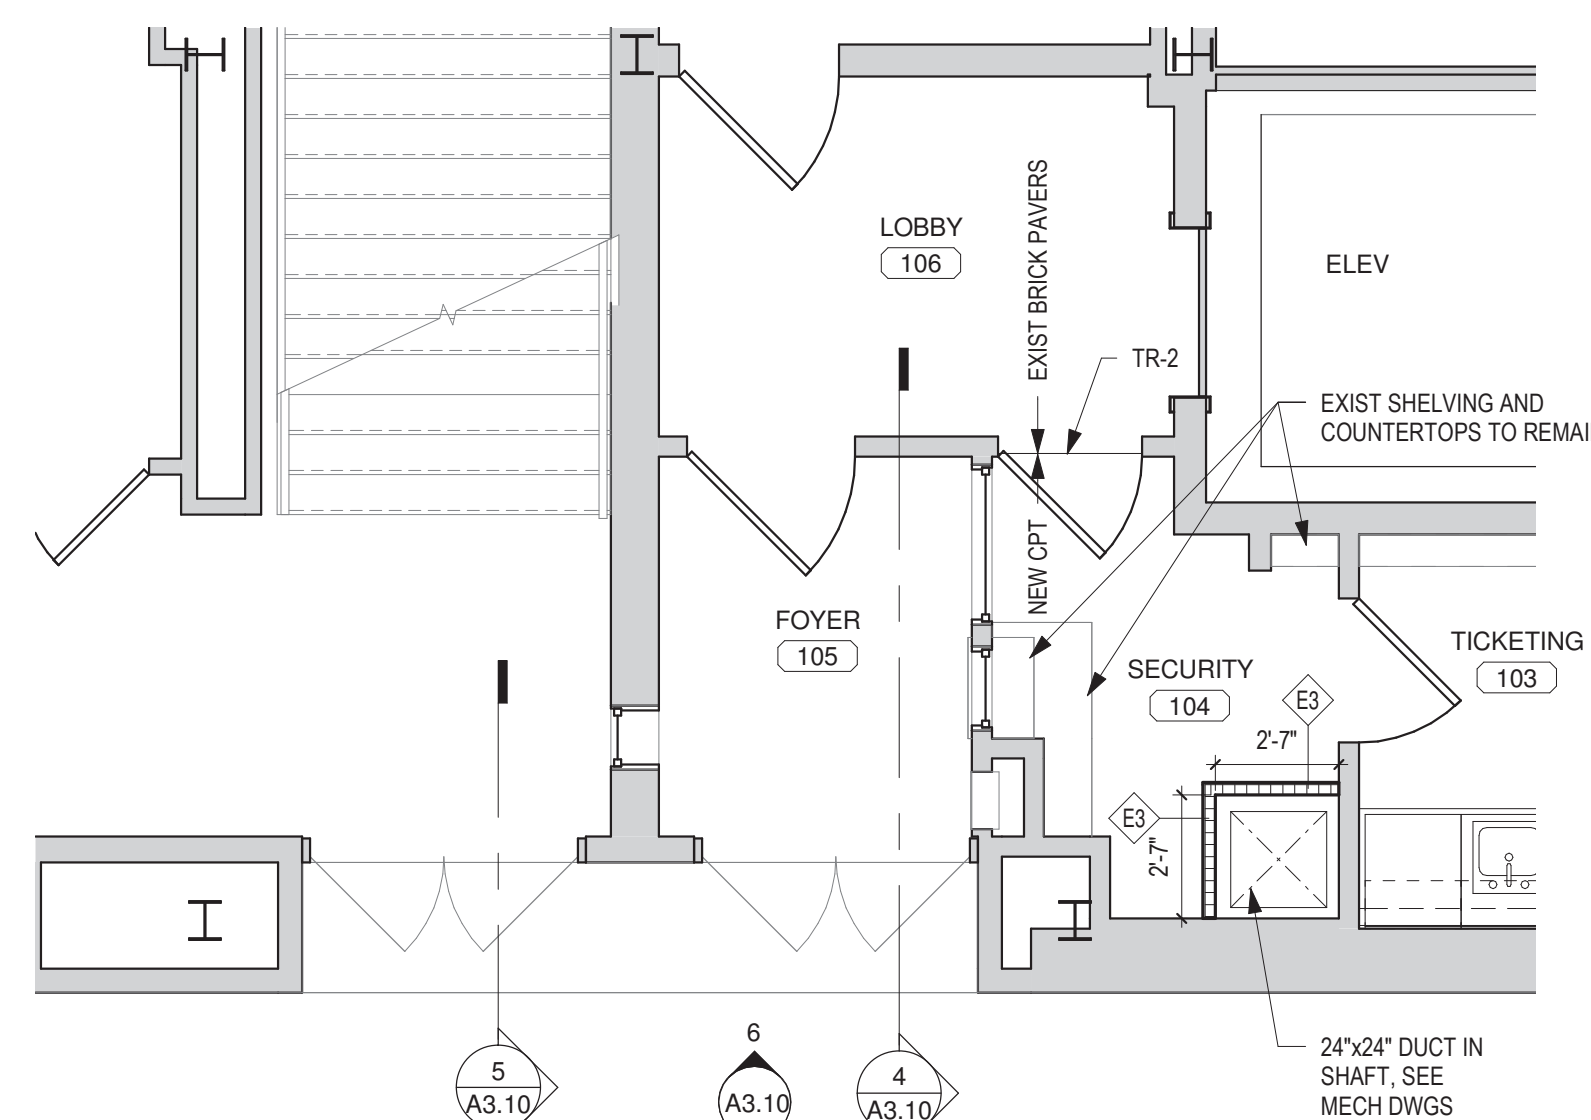 LOBBY
106
EXIST BRICK PAVERS
ELEV
TR-2
EXIST SHELVING AND
COUNTERTOPS TO REMAI
NEW CPT
FOYER
105
SECURITY
104
TICKETING
103
E3
2'-7"
E3
2'-7"
24"x24" DUCT IN
SHAFT, SEE
MECH DWGS
5
A3.10
6
A3.10
4
A3.10